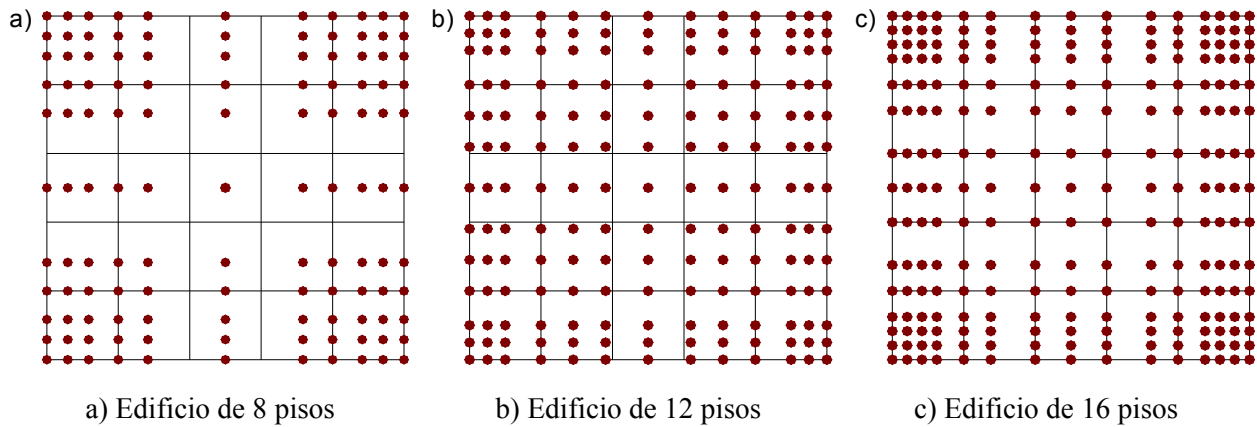 a)
b)
c)
a) Edificio de 8 pisos
b) Edificio de 12 pisos
c) Edificio de 16 pisos